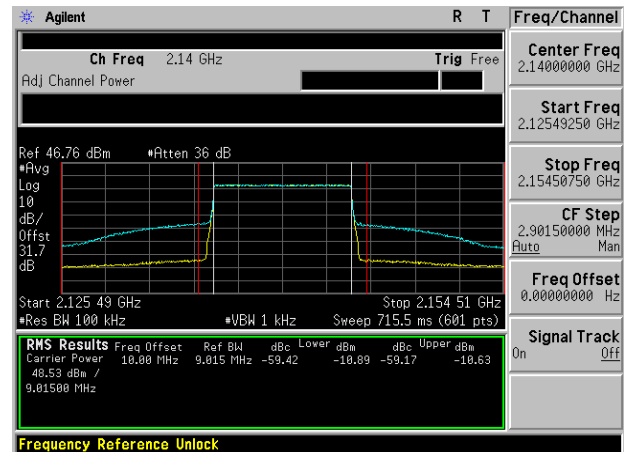 Agilent R T
Ch Freq 2.14 GHz Trig Free
Adj Channel Power
Ref 46.76 dBm #Atten 36 dB
#Avg
Log
10
dB/
Offst
31.7
dB
Start 2.125 49 GHz Stop 2.154 51 GHz
#Res BW 100 kHz #VBW 1 kHz Sweep 715.5 ms (601 pts)
RMS Results Freq Offset Ref BW dBc Lower dBm dBc Upper dBm
Carrier Power 10.00 MHz 9.015 MHz -59.42 -10.89 -59.17 -10.63
48.53 dBm /
9.01500 MHz
Frequency Reference Unlock
Freq/Channel
Center Freq
2.14000000 GHz
Start Freq
2.12549250 GHz
Stop Freq
2.15450750 GHz
CF Step
2.90150000 MHz
Auto Man
Freq Offset
0.00000000 Hz
Signal Track
On Off